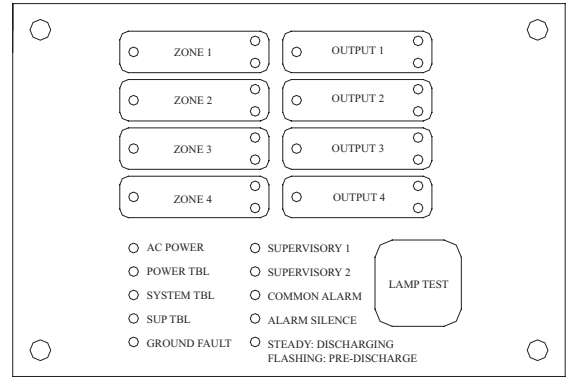 ZONE 1
OUTPUT 1
ZONE 2
OUTPUT 2
ZONE 3
OUTPUT 3
ZONE 4
OUTPUT 4
AC POWER
POWER TBL
SYSTEM TBL
SUP TBL
GROUND FAULT
SUPERVISORY 1
SUPERVISORY 2
COMMON ALARM
ALARM SILENCE
STEADY: DISCHARGING
FLASHING: PRE-DISCHARGE
LAMP TEST